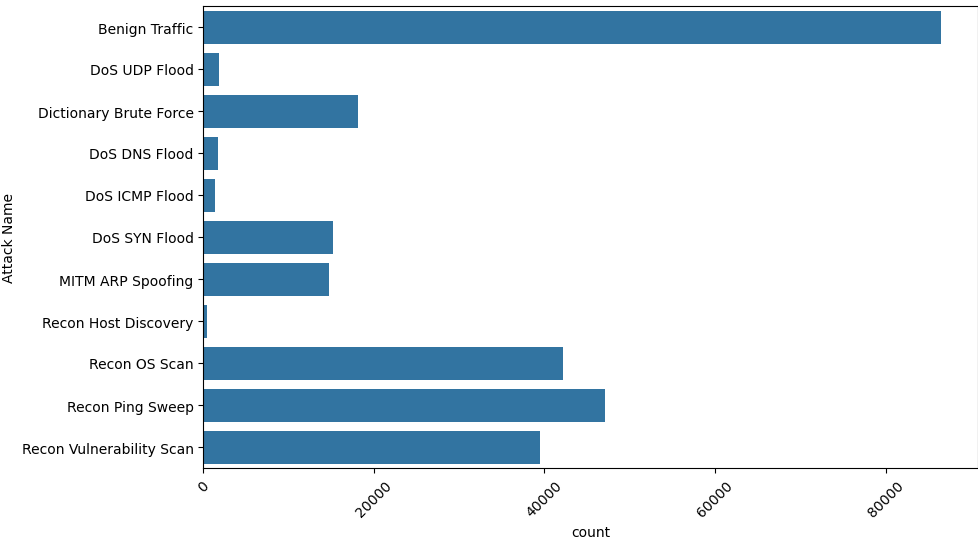 Benign Traffic
DoS UDP Flood
Dictionary Brute Force
DoS DNS Flood
DoS ICMP Flood
DoS SYN Flood
MITM ARP Spoofing
Recon Host Discovery
Recon OS Scan
Recon Ping Sweep
Recon Vulnerability Scan
Attack Name
0
20000
40000
60000
80000
count